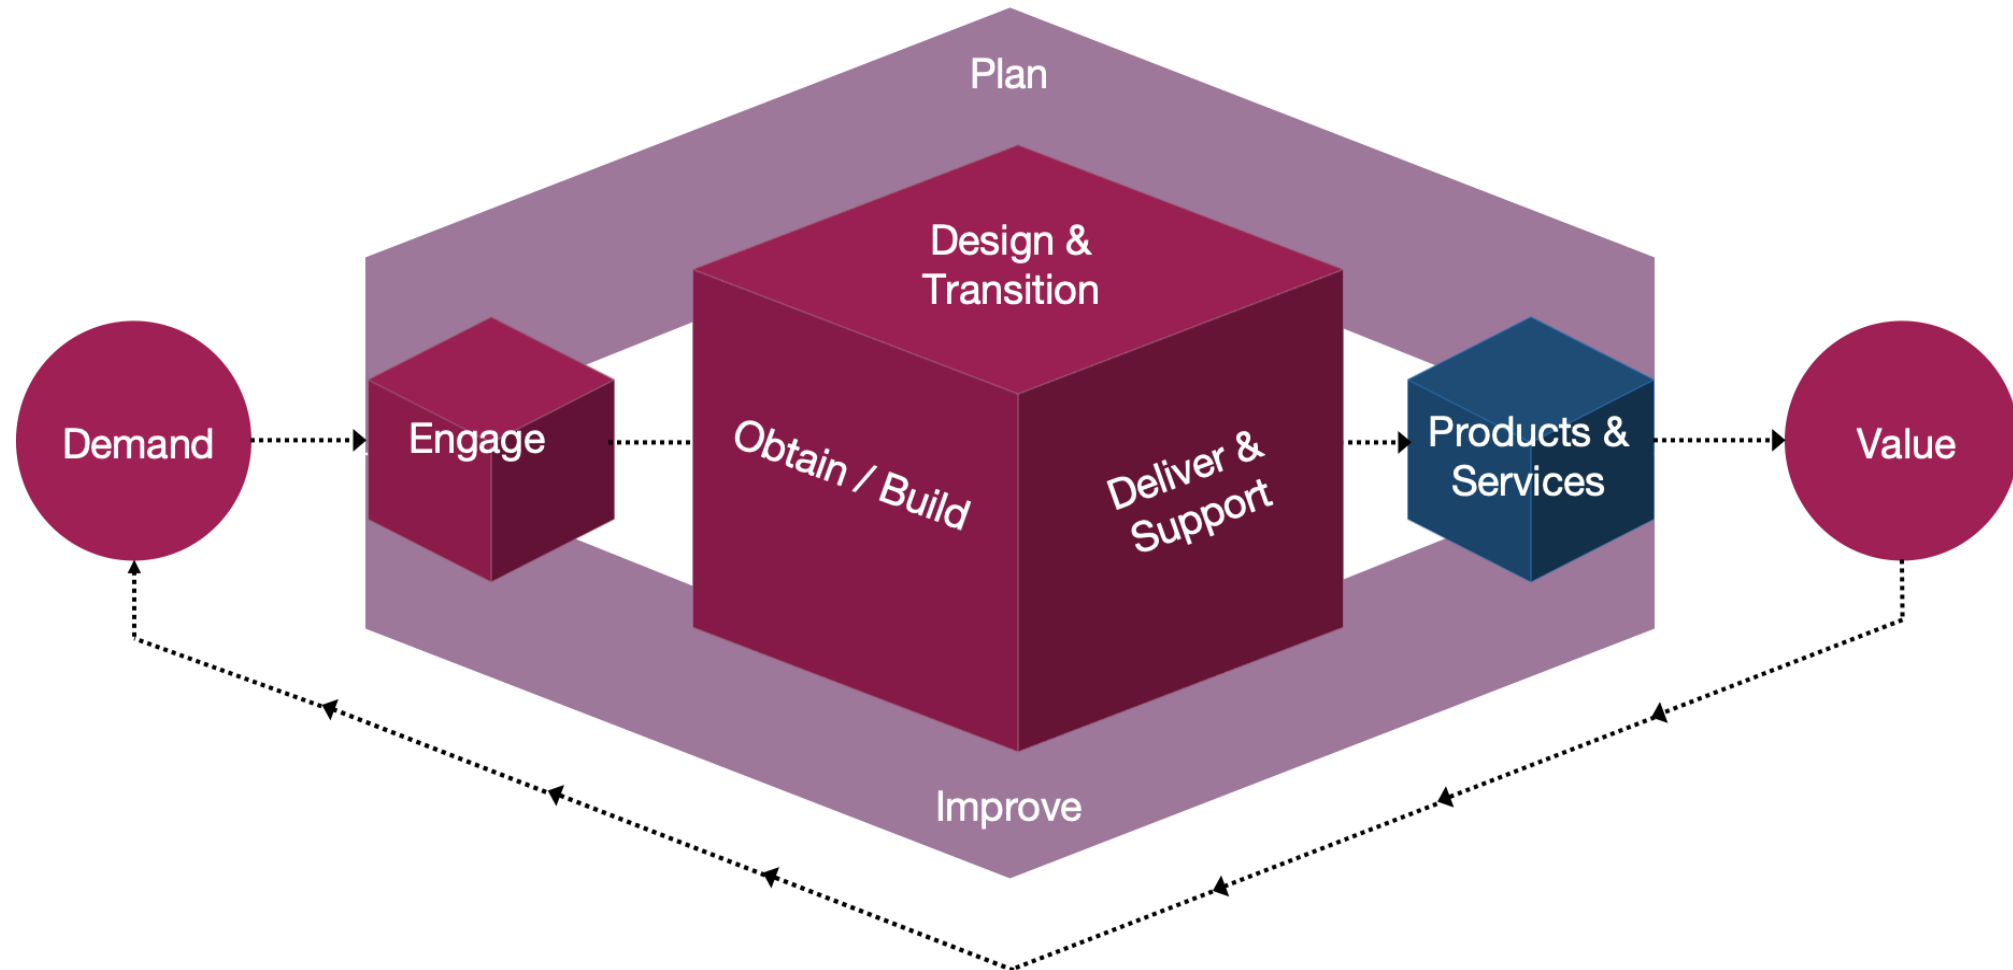 Plan
Design &
Transition
Demand
Engage
Obtain / Build
Deliver &
Support
Products &
Services
Value
Improve